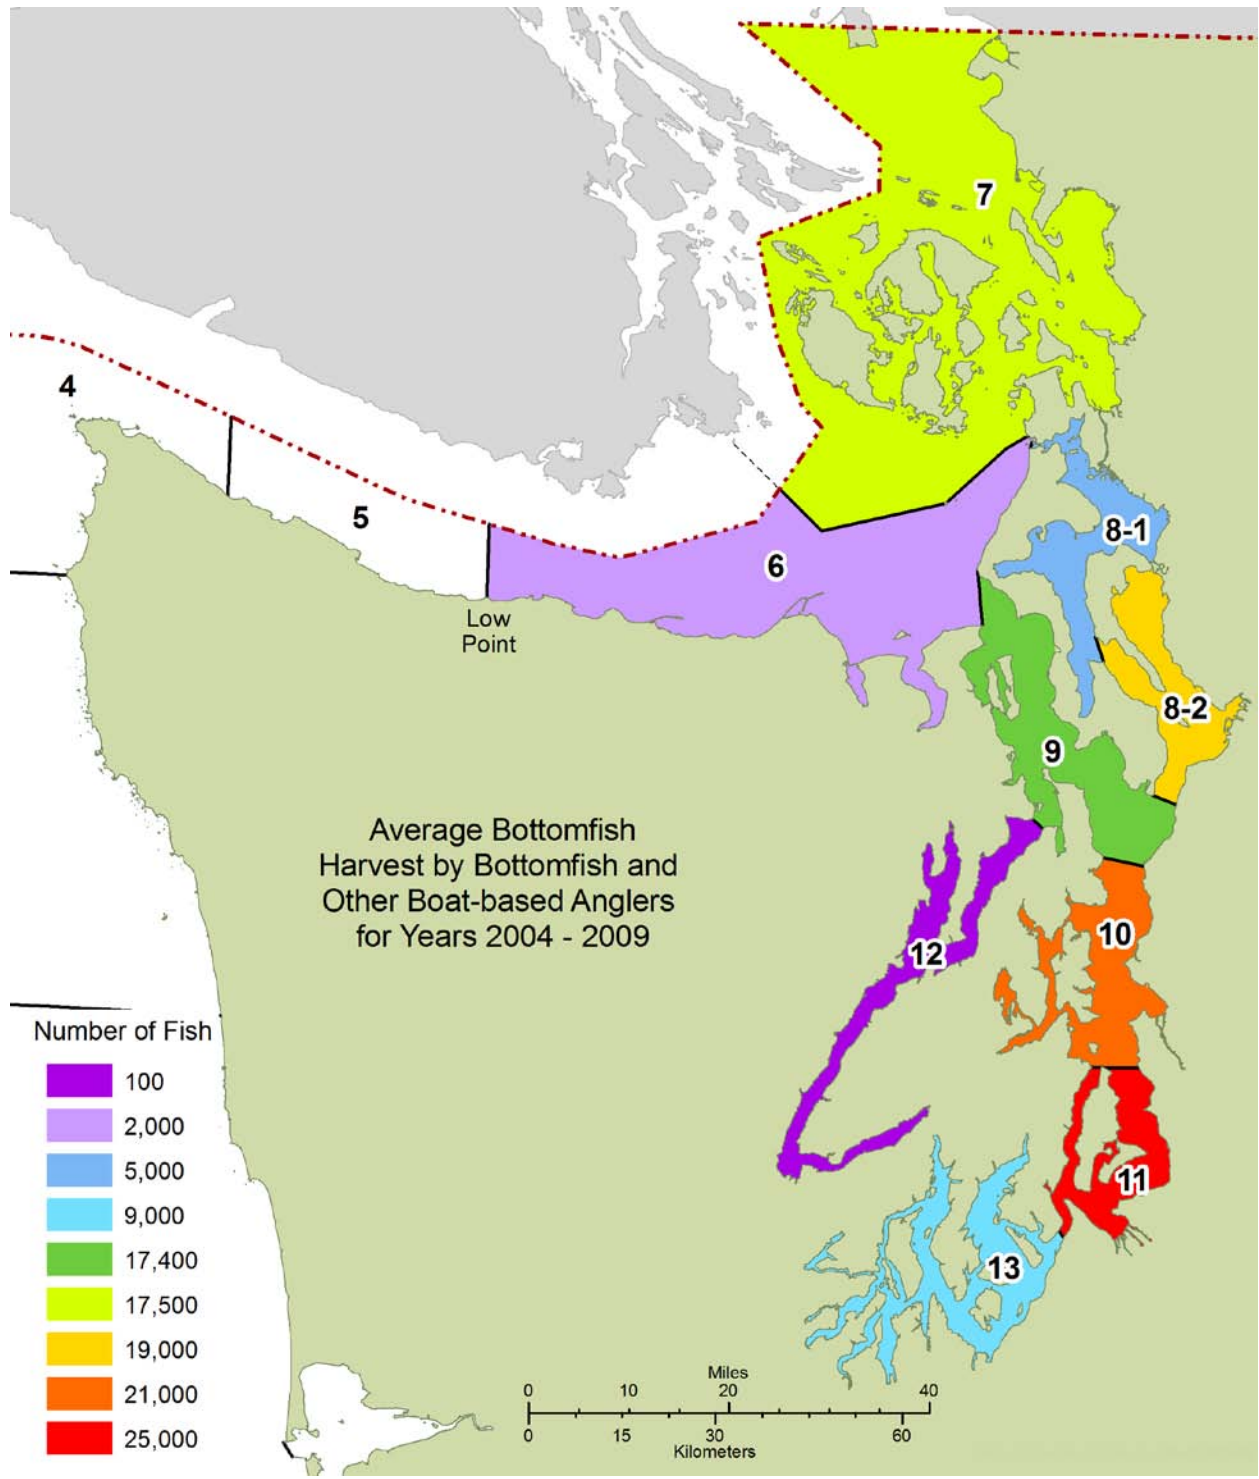 7
4
5
8-1
6
Low
Point
8-2
9
Average Bottomfish
Harvest by Bottomfish and
Other Boat-based Anglers
for Years 2004 - 2009
10
12
Number of Fish
100
2,000
5,000
9,000
17,400
17,500
19,000
21,000
25,000
11
13
Miles
0 10 20 40
0 15 30 60
Kilometers